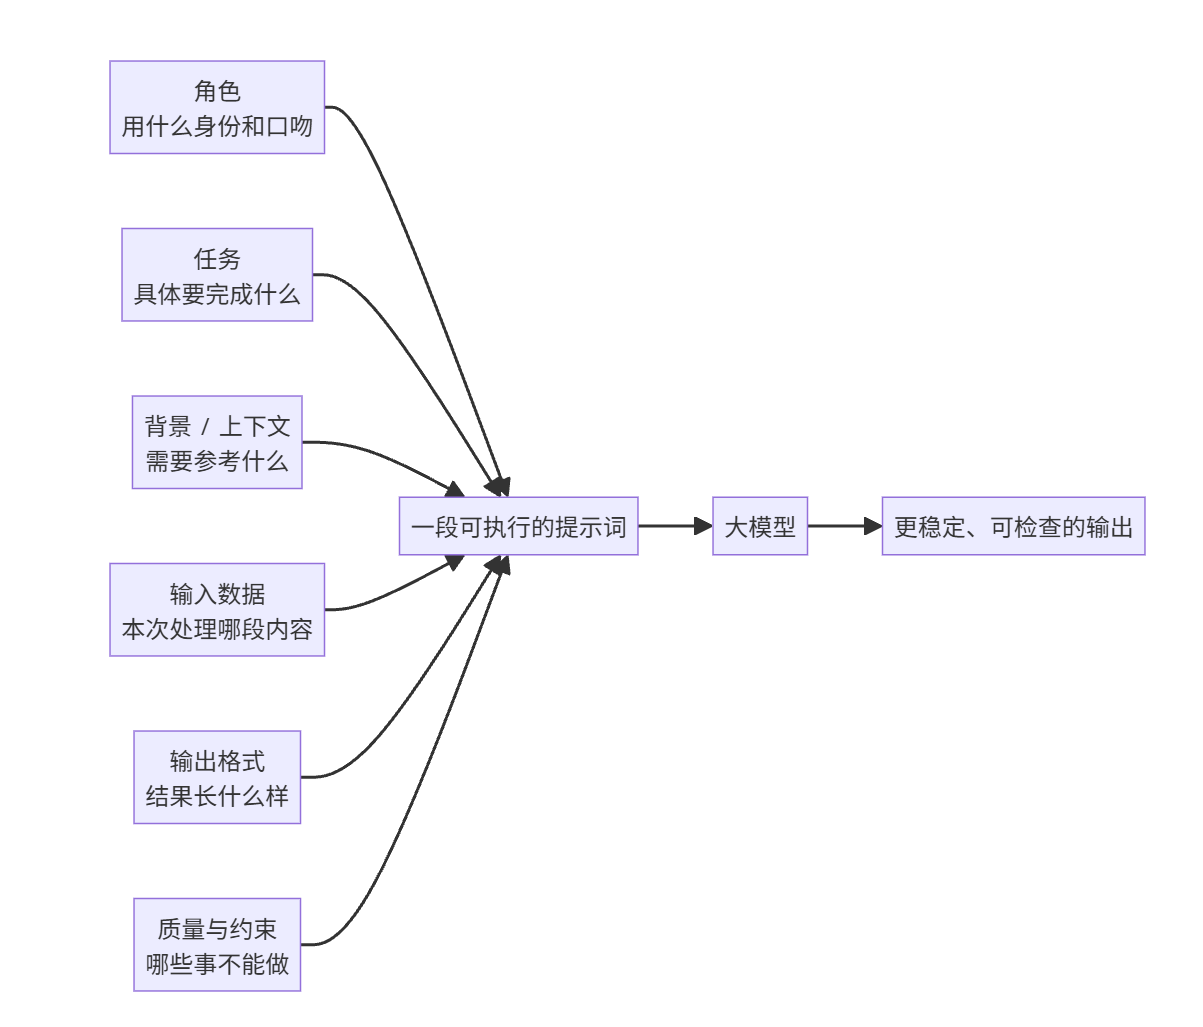 角色
用什么身份和口吻
任务
具体要完成什么
背景 / 上下文
需要参考什么
输入数据
本次处理哪段内容
输出格式
结果长什么样
质量与约束
哪些事不能做
一段可执行的提示词
大模型
更稳定、可检查的输出